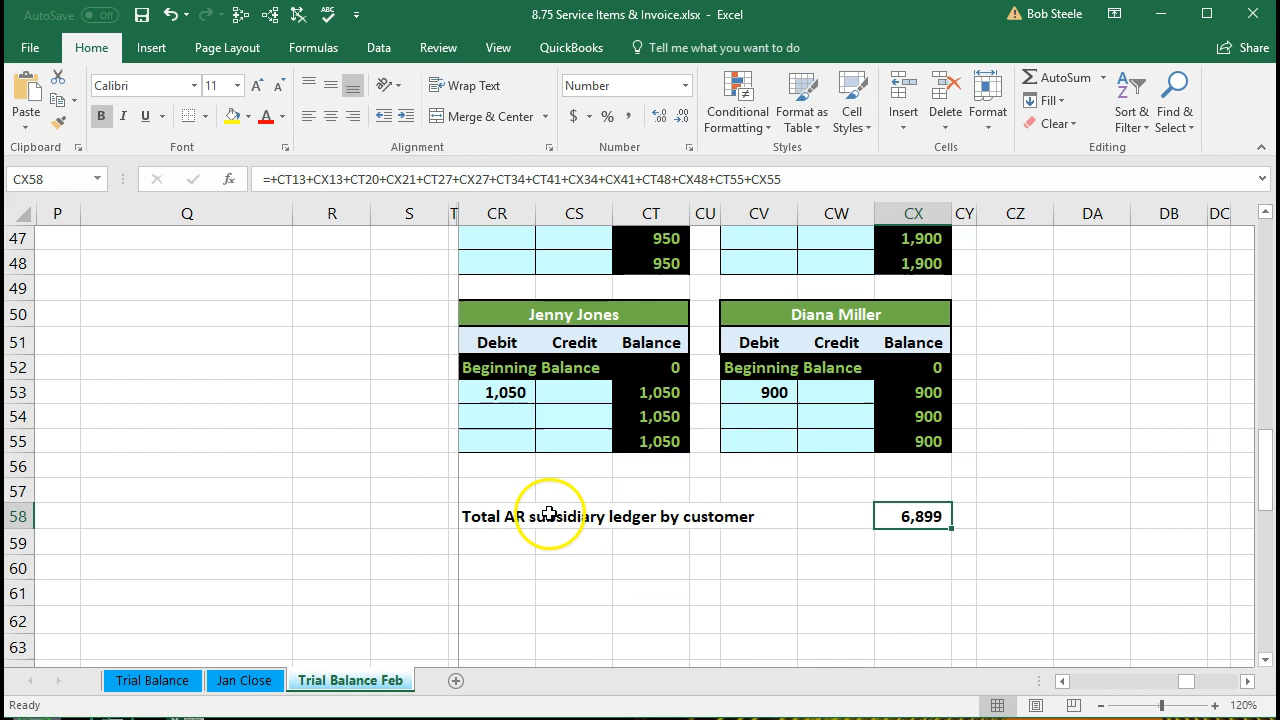 AutoSave Off 8.75 Service Items & Invoice.xlsx - Excel Bob Steele
File Home Insert Page Layout Formulas Data Review View QuickBooks Tell me what you want to do Share
Paste Calibri 11 A A Wrap Text Number Conditional Formatting Format as Table Cell Styles Insert Delete Format AutoSum Fill Clear Sort & Filter Find & Select
B I U A Merge & Center $ % ,
Clipboard Font Alignment Number Styles Cells Editing
CX58 fx =+CT13+CX13+CT20+CX21+CT27+CX27+CT34+CT41+CX34+CX41+CT48+CX48+CT55+CX55
P Q R S T CR CS CT CU CV CW CX CY CZ DA DB DC
47 950 1,900
48 950 1,900
49
50 Jenny Jones Diana Miller
51 Debit Credit Balance Debit Credit Balance
52 Beginning Balance 0 Beginning Balance 0
53 1,050 1,050 900 900
54 1,050 900
55 1,050 900
56
57
58 Total AR subsidiary ledger by customer 6,899
59
60
61
62
63
Trial Balance Jan Close Trial Balance Feb
Ready 120%